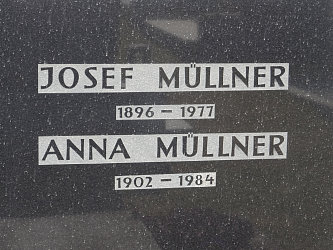 JOSEF MÜLLNER
1896 – 1977
ANNA MÜLLNER
1902 – 1984